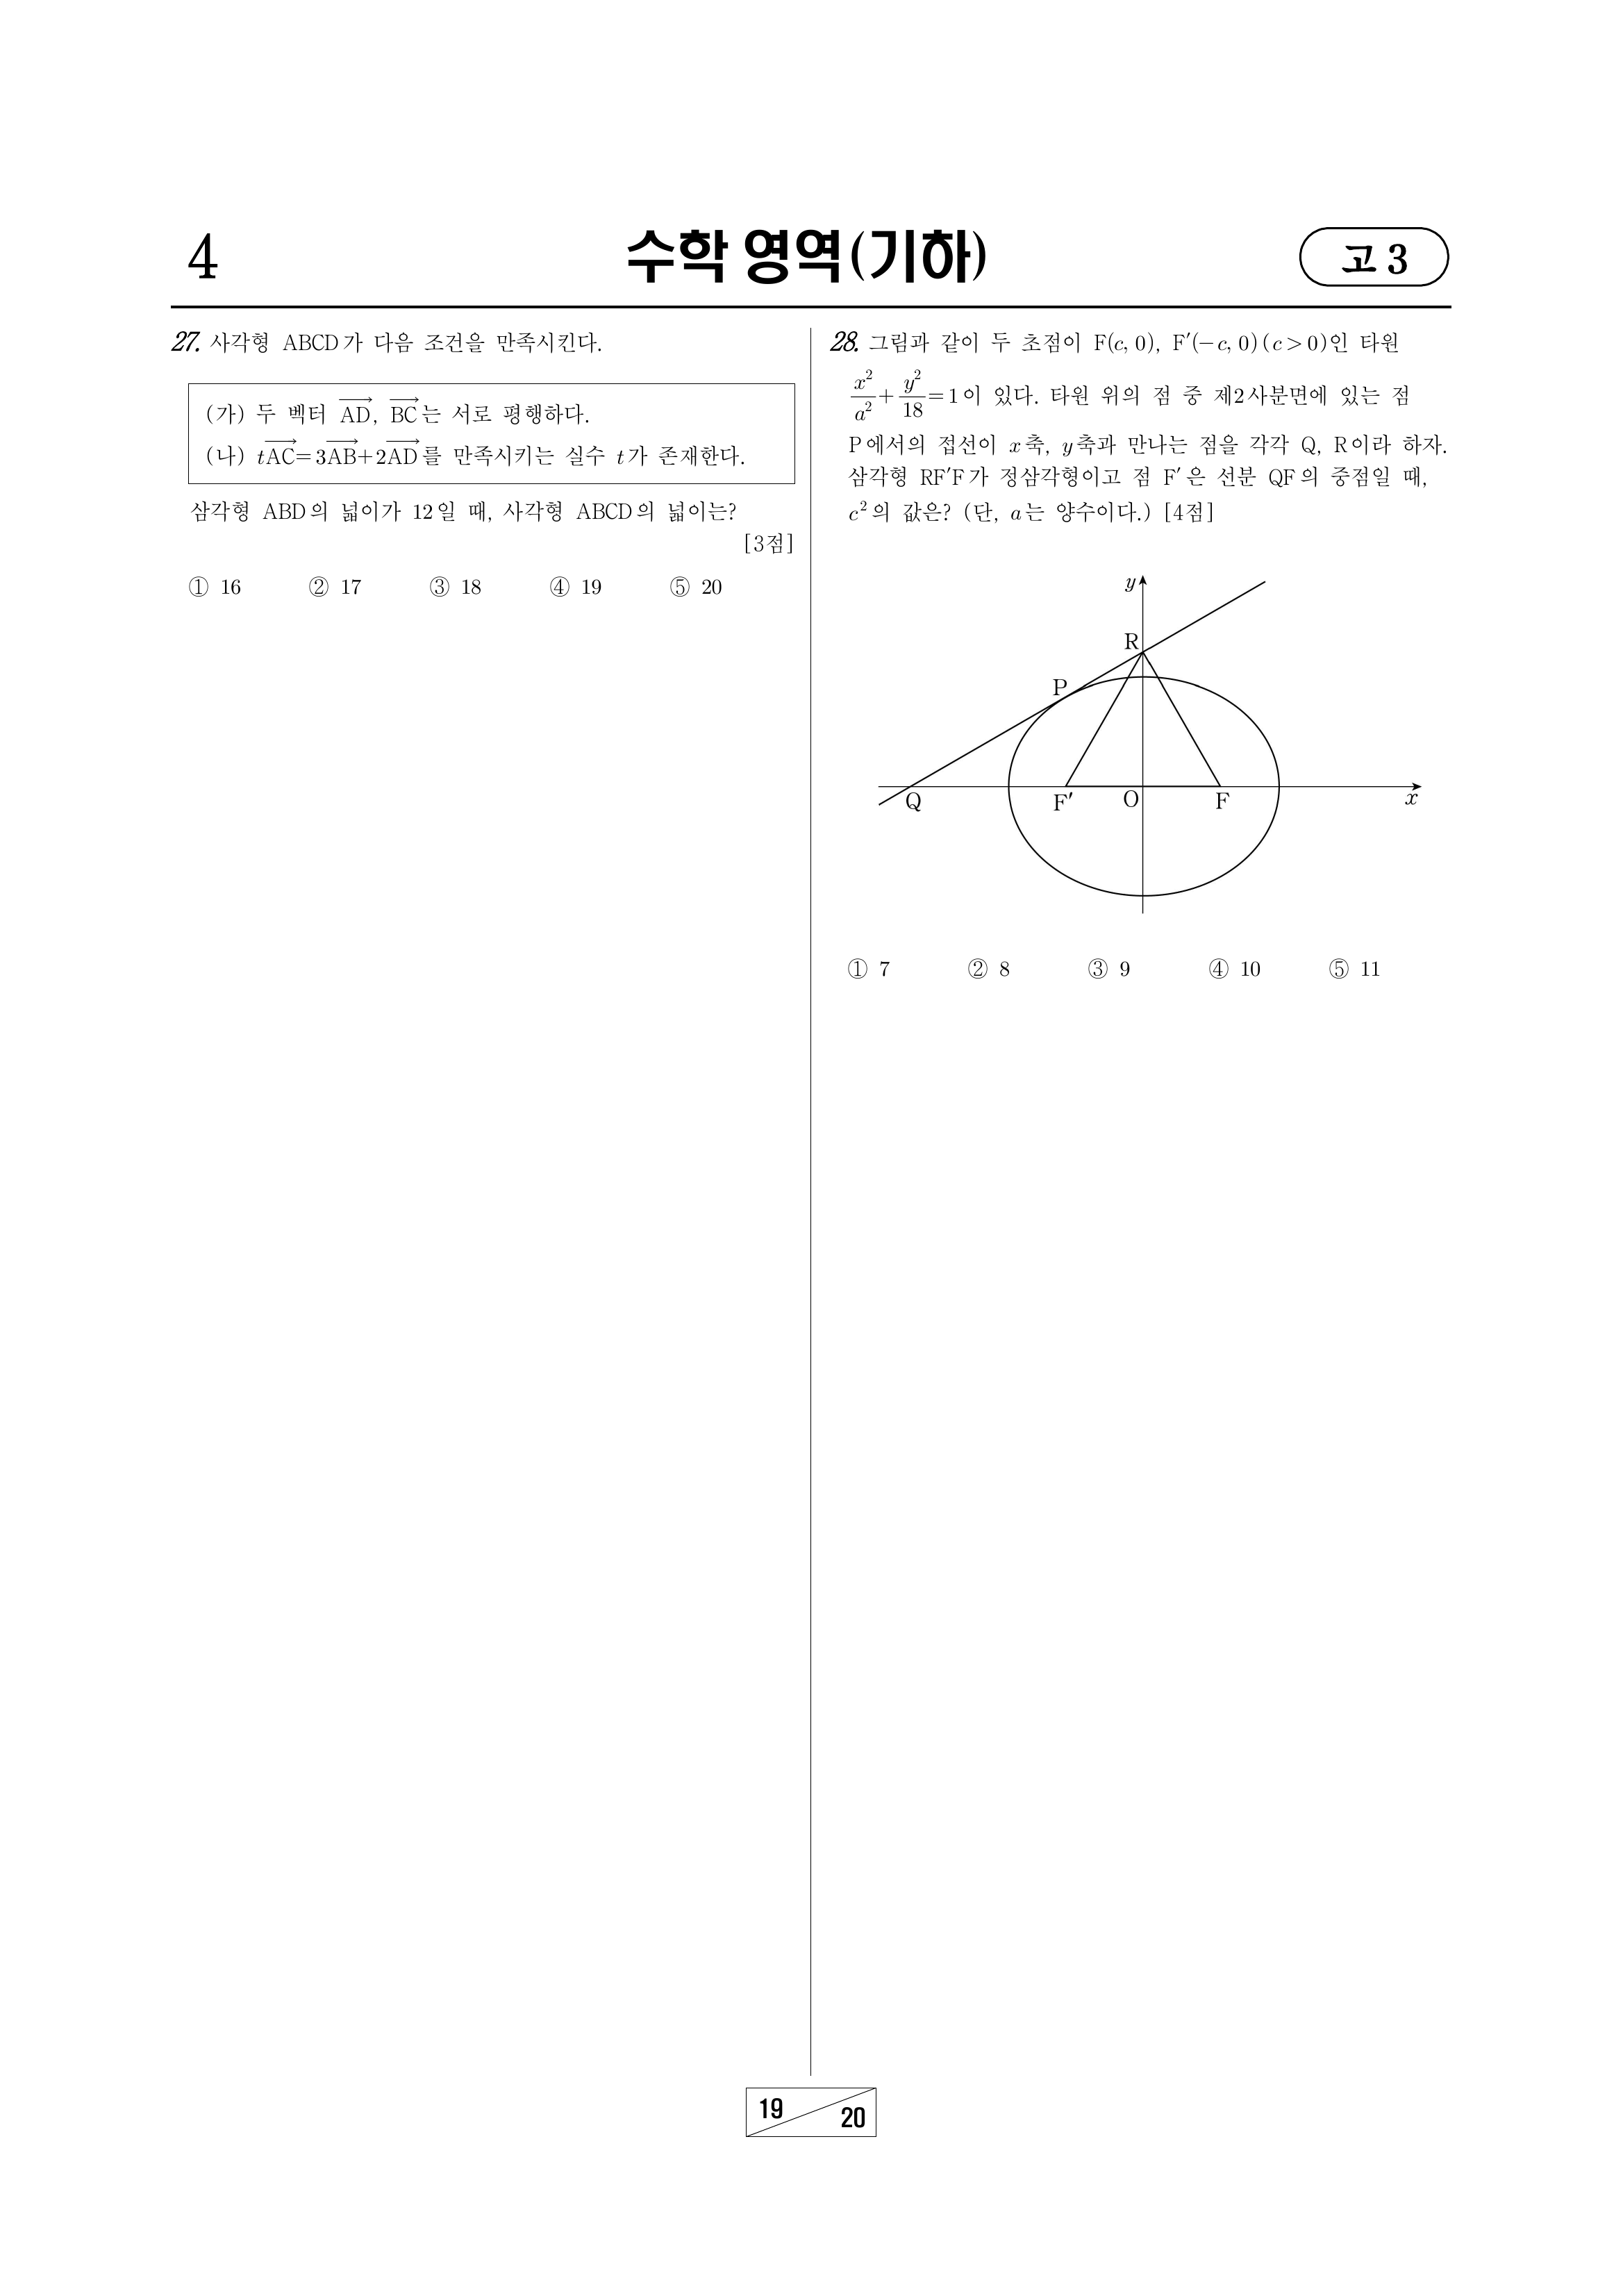 4
수학 영역(기하)
고 3
27. 사각형 ABCD가 다음 조건을 만족시킨다.
(가) 두 벡터 $\overrightarrow{AD}$, $\overrightarrow{BC}$는 서로 평행하다.
(나) $t\overrightarrow{AC}=3\overrightarrow{AB}+2\overrightarrow{AD}$를 만족시키는 실수 $t$가 존재한다.
삼각형 ABD의 넓이가 12일 때, 사각형 ABCD의 넓이는?
[3점]
① 16 ② 17 ③ 18 ④ 19 ⑤ 20
28. 그림과 같이 두 초점이 F(c, 0), F′(−c, 0) (c > 0)인 타원
$\frac{x^2}{a^2}+\frac{y^2}{18}=1$이 있다. 타원 위의 점 중 제2사분면에 있는 점
P에서의 접선이 x축, y축과 만나는 점을 각각 Q, R이라 하자.
삼각형 RF′F가 정삼각형이고 점 F′은 선분 QF의 중점일 때,
$c^2$의 값은? (단, a는 양수이다.) [4점]
y
R
P
Q F′ O F x
① 7 ② 8 ③ 9 ④ 10 ⑤ 11
19
20